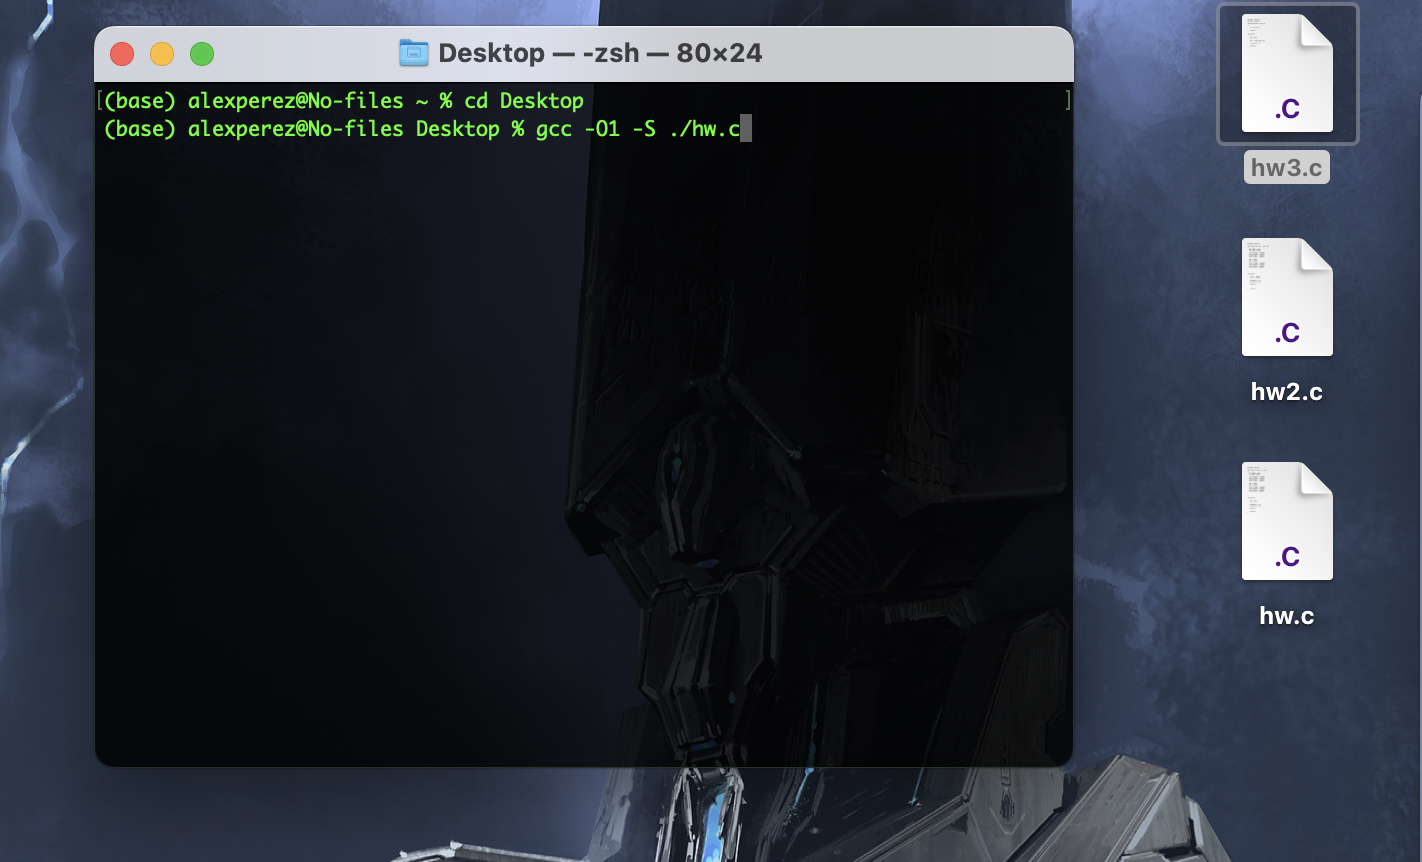 Desktop — -zsh — 80×24
[(base) alexperez@No-files ~ % cd Desktop ]
(base) alexperez@No-files Desktop % gcc -O1 -S ./hw.c
.C
hw3.c
.C
hw2.c
.C
hw.c